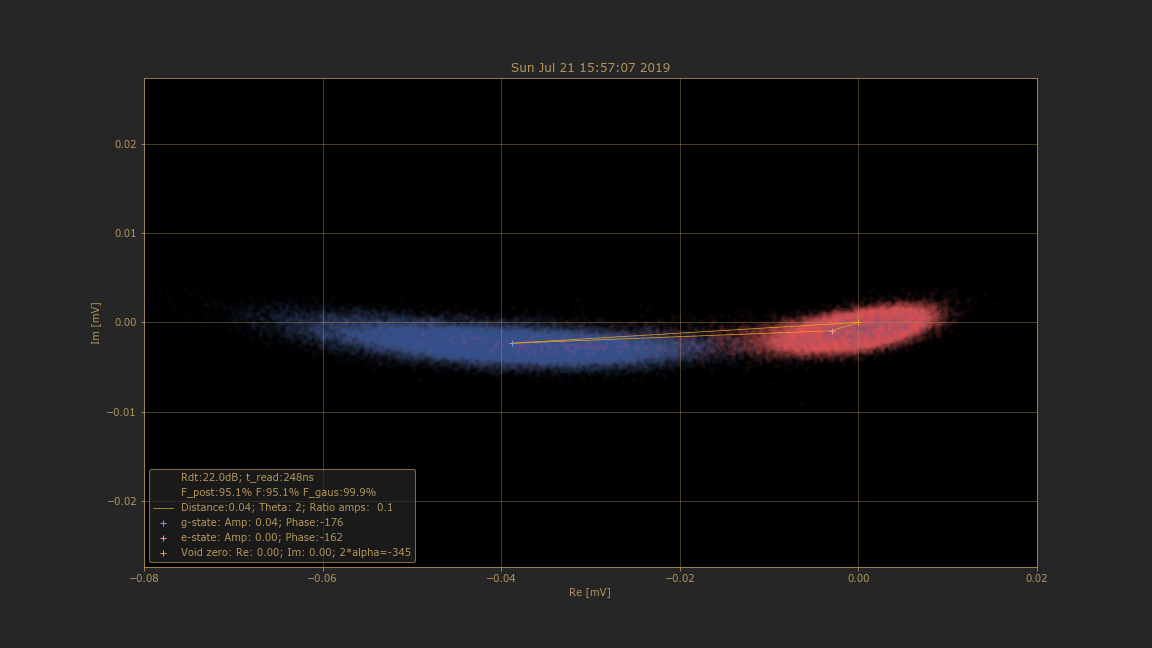 Sun Jul 21 15:57:07 2019
0.02
0.01
0.00
−0.01
−0.02
Im [mV]
Rdt:22.0dB; t_read:248ns
F_post:95.1% F:95.1% F_gaus:99.9%
Distance:0.04; Theta: 2; Ratio amps:  0.1
g-state: Amp: 0.04; Phase:-176
e-state: Amp: 0.00; Phase:-162
Void zero: Re: 0.00; Im: 0.00; 2*alpha=-345
−0.08 −0.06 −0.04 −0.02 0.00 0.02
Re [mV]